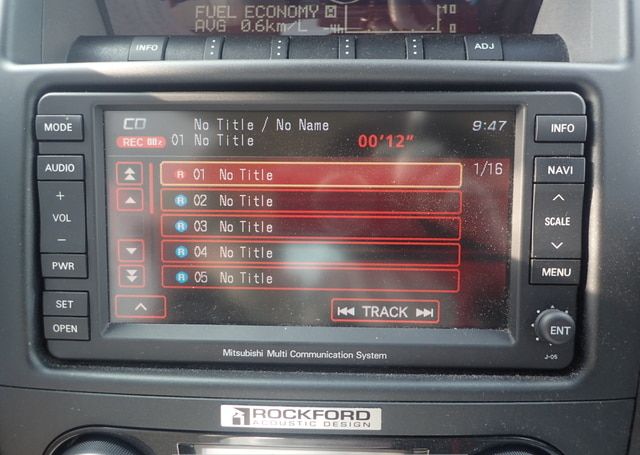 FUEL ECONOMY A 10
AVG 0.6km/L 0
INFO ADJ
MODE
AUDIO
+
VOL
−
PWR
SET
OPEN
CD No Title / No Name 9:47
REC 00% 01 No Title 00'12"
R 01 No Title 1/16
R 02 No Title
R 03 No Title
R 04 No Title
R 05 No Title
TRACK
INFO
NAVI
SCALE
MENU
ENT
J-05
Mitsubishi Multi Communication System
ROCKFORD
ACOUSTIC DESIGN